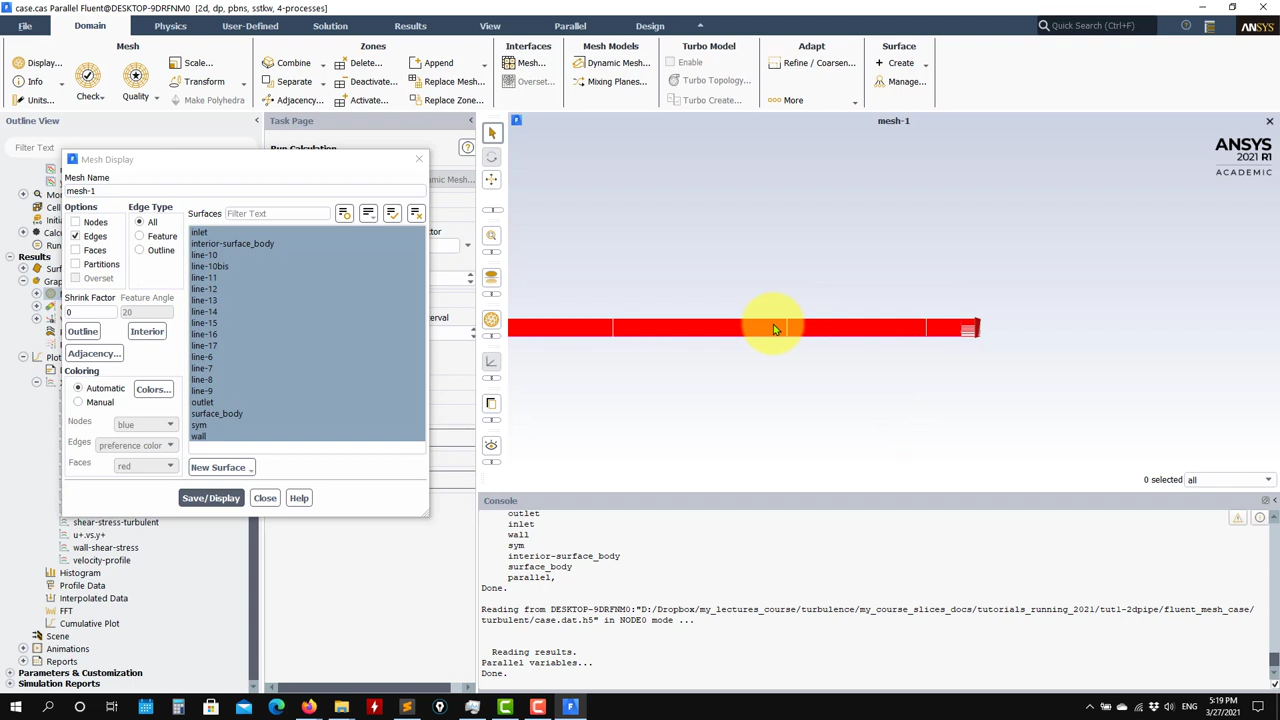 case.cas Parallel Fluent@DESKTOP-9DRFNM0 [2d, dp, pbns, sstkw, 4-processes]
File Domain Physics User-Defined Solution Results View Parallel Design Quick Search (Ctrl+F) ANSYS
Mesh Zones Interfaces Mesh Models Turbo Model Adapt Surface
Display... Scale... Combine Delete... Append Mesh... Dynamic Mesh... Enable Refine / Coarsen... Create
Info Check Quality Transform Separate Deactivate... Replace Mesh... Overset... Mixing Planes... Turbo Topology... Manage...
Units... Make Polyhedra Adjacency... Activate... Replace Zone... Turbo Create... More
Outline View
Filter Text
Task Page
Run Calculation
mesh-1
ANSYS
2021 R1
ACADEMIC
Results
Histogram
Profile Data
Interpolated Data
FFT
Cumulative Plot
Scene
Animations
Reports
Parameters & Customization
Simulation Reports
shear-stress-turbulent
u+.vs.y+
wall-shear-stress
velocity-profile
Mesh Display
Mesh Name
mesh-1
Options
Nodes
Edges
Faces
Partitions
Overset
Edge Type
All
Feature
Outline
Shrink Factor Feature Angle
0 20
Outline Interior
Adjacency...
Coloring
Automatic Colors...
Manual
Nodes blue
Edges preference color
Faces red
Surfaces Filter Text
inlet
interior-surface_body
line-10
line-10bis
line-11
line-12
line-13
line-14
line-15
line-16
line-17
line-6
line-7
line-8
line-9
outlet
surface_body
sym
wall
New Surface
Save/Display Close Help
0 selected all
Console
outlet
inlet
wall
sym
interior-surface_body
surface_body
parallel,
Done.
Reading from DESKTOP-9DRFNM0:"D:/Dropbox/my_lectures_course/turbulence/my_course_slices_docs/tutorials_running_2021/tut1-2dpipe/fluent_mesh_case/
turbulent/case.dat.h5" in NODE0 mode ...
Reading results.
Parallel variables...
Done.
5:19 PM
3/27/2021